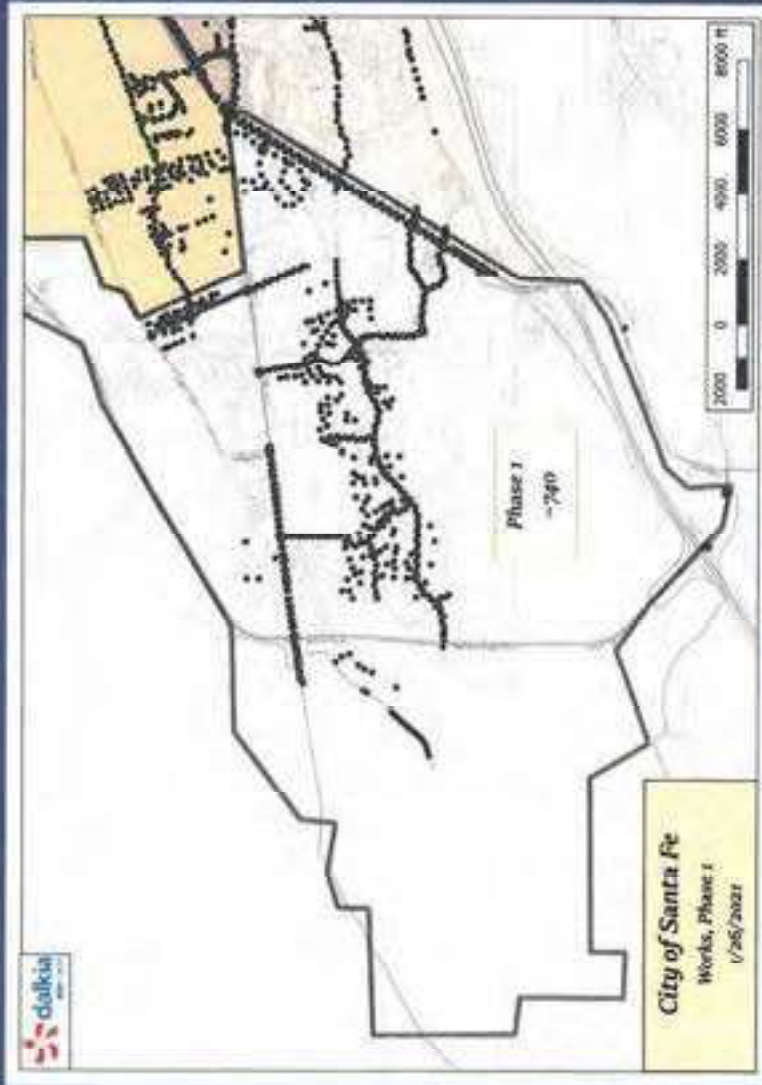 dalkia
Phase 1
~740
2000 0 2000 4000 6000 8000 ft
City of Santa Fe
Works, Phase 1
1/26/2021